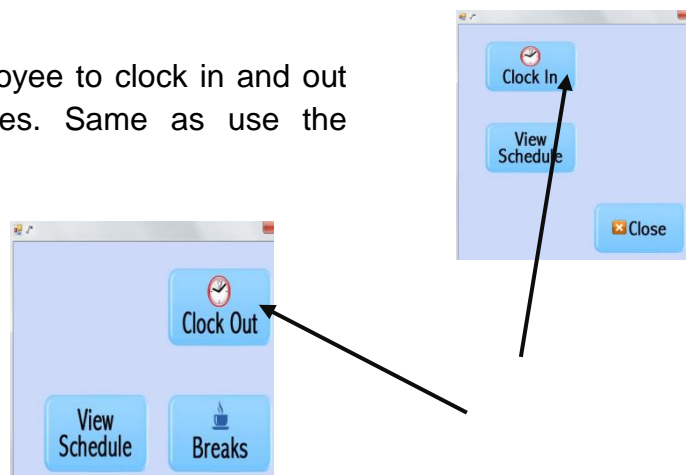 oyee to clock in and out
es. Same as use the
Clock In
View
Schedule
Close
Clock Out
View
Schedule
Breaks